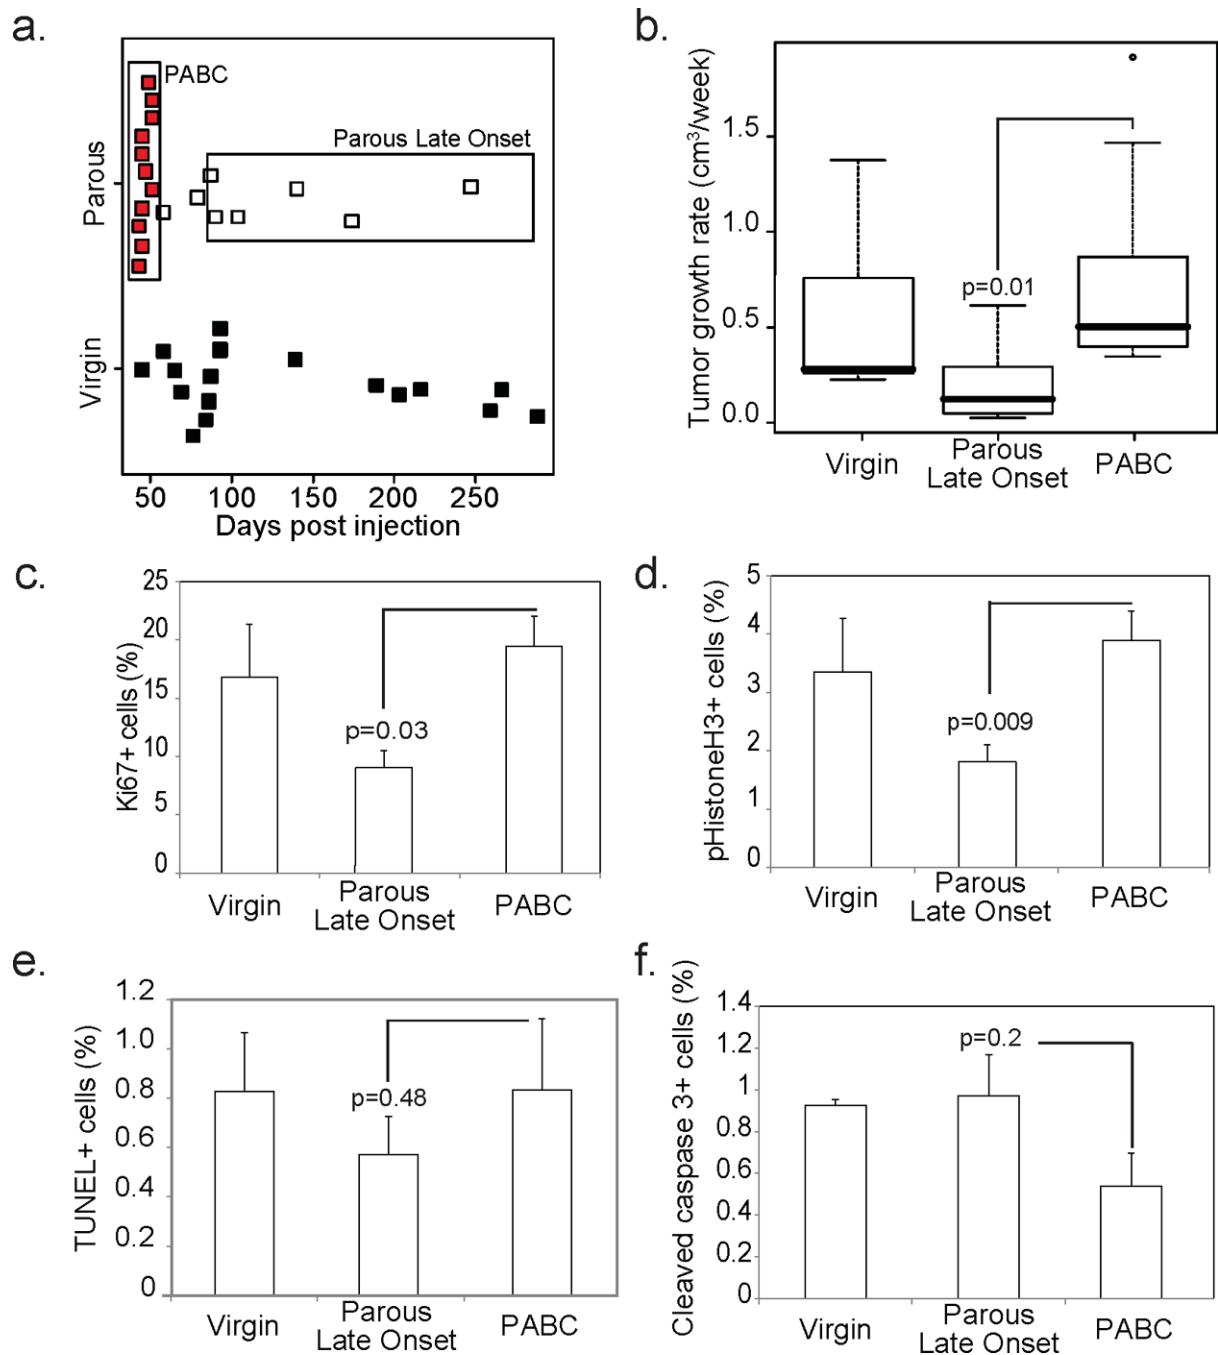 a.
PABC
Parous Late Onset
Parous
Virgin
50 100 150 200 250
Days post injection
b.
Tumor growth rate (cm³/week)
1.5
1.0
0.5
0.0
p=0.01
Virgin
Parous
Late Onset
PABC
c.
Ki67+ cells (%)
25
20
15
10
5
0
p=0.03
Virgin
Parous
Late Onset
PABC
d.
pHistoneH3+ cells (%)
5
4
3
2
1
0
p=0.009
Virgin
Parous
Late Onset
PABC
e.
TUNEL+ cells (%)
1.2
1.0
0.8
0.6
0.4
0.2
0
p=0.48
Virgin
Parous
Late Onset
PABC
f.
Cleaved caspase 3+ cells (%)
1.4
1.2
1
0.8
0.6
0.4
0.2
0
p=0.2
Virgin
Parous
Late Onset
PABC